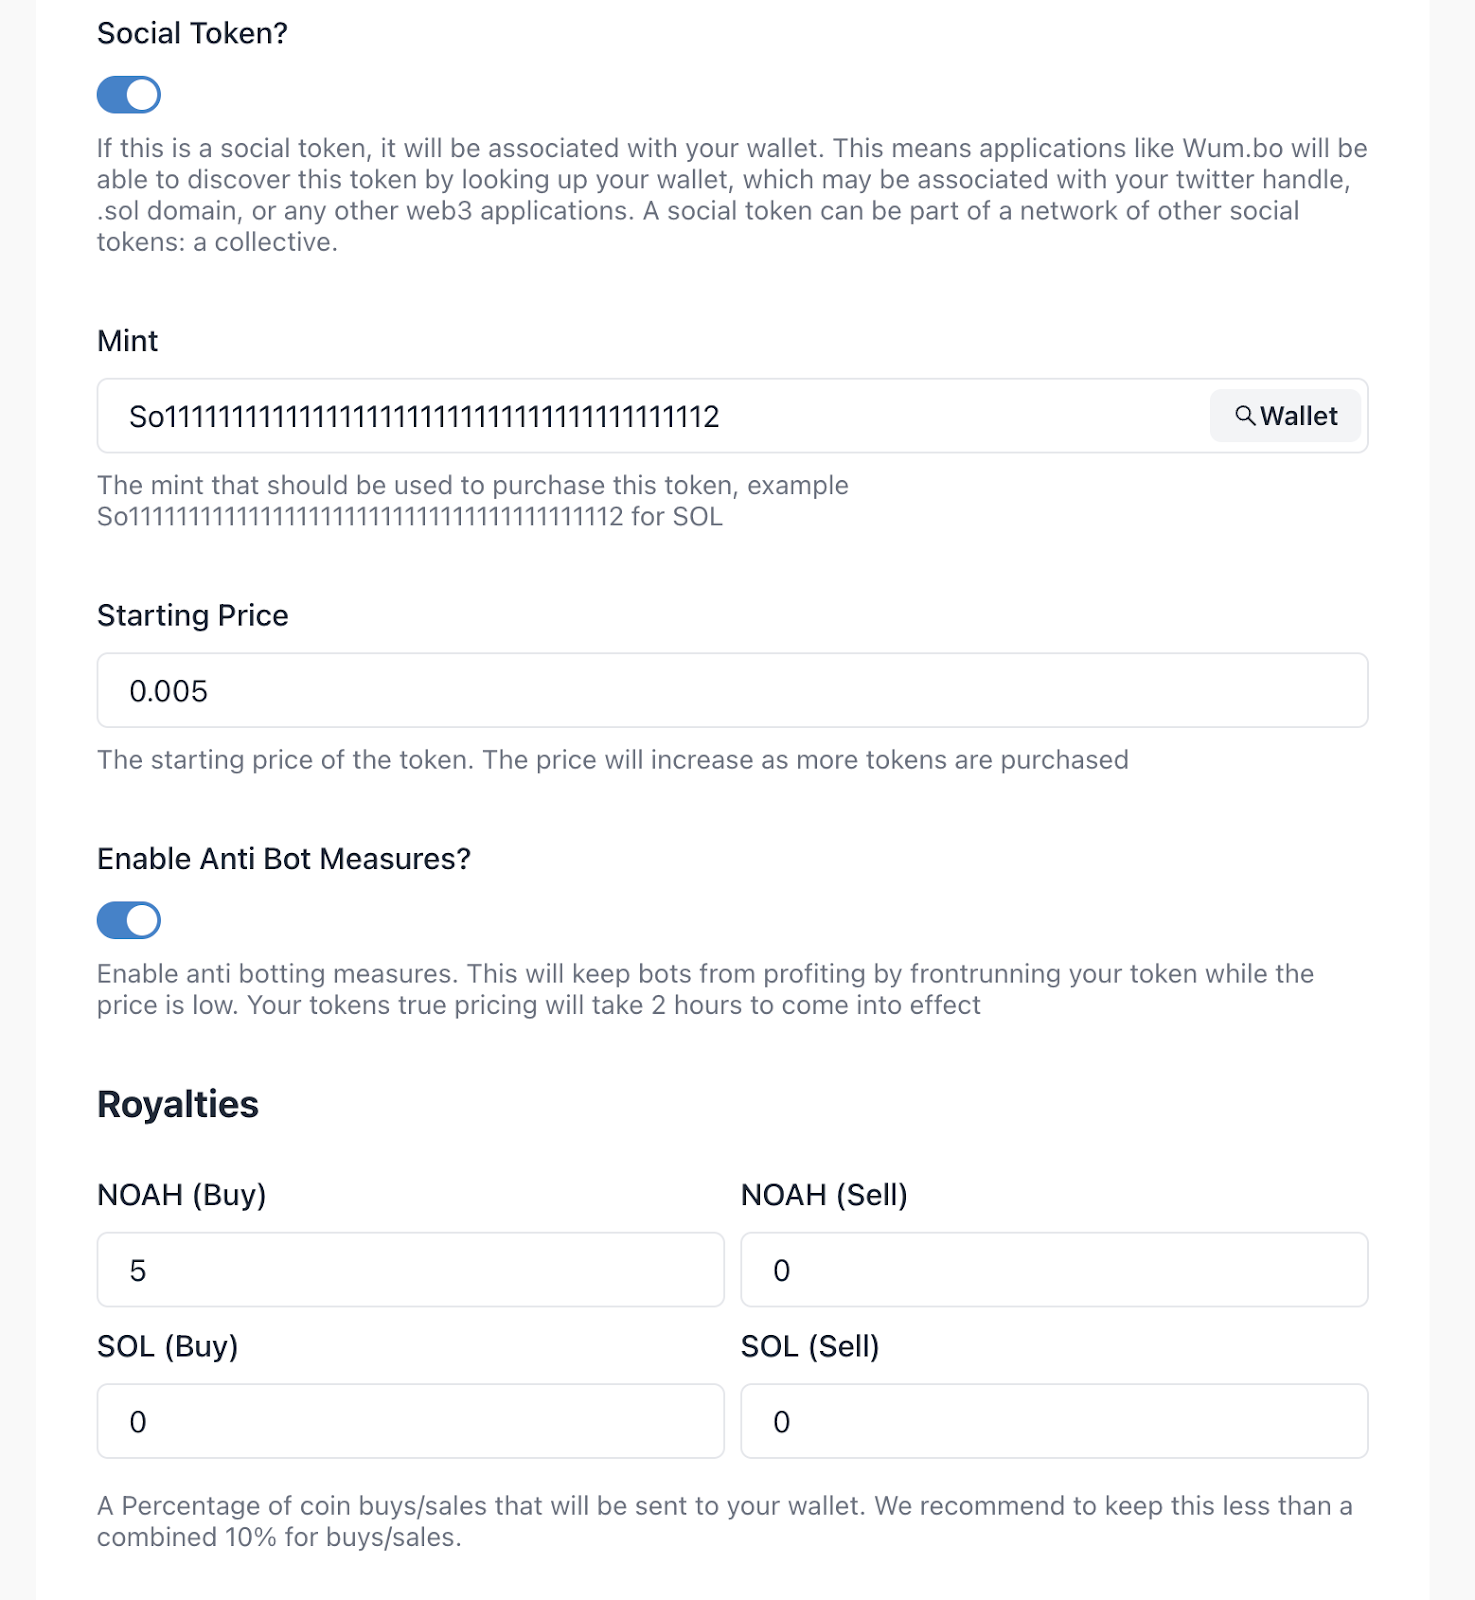 Social Token?
If this is a social token, it will be associated with your wallet. This means applications like Wum.bo will be
able to discover this token by looking up your wallet, which may be associated with your twitter handle,
.sol domain, or any other web3 applications. A social token can be part of a network of other social
tokens: a collective.
Mint
So11111111111111111111111111111111111111112
Wallet
The mint that should be used to purchase this token, example
So11111111111111111111111111111111111111112 for SOL
Starting Price
0.005
The starting price of the token. The price will increase as more tokens are purchased
Enable Anti Bot Measures?
Enable anti botting measures. This will keep bots from profiting by frontrunning your token while the
price is low. Your tokens true pricing will take 2 hours to come into effect
Royalties
NOAH (Buy) NOAH (Sell)
5 0
SOL (Buy) SOL (Sell)
0 0
A Percentage of coin buys/sales that will be sent to your wallet. We recommend to keep this less than a
combined 10% for buys/sales.